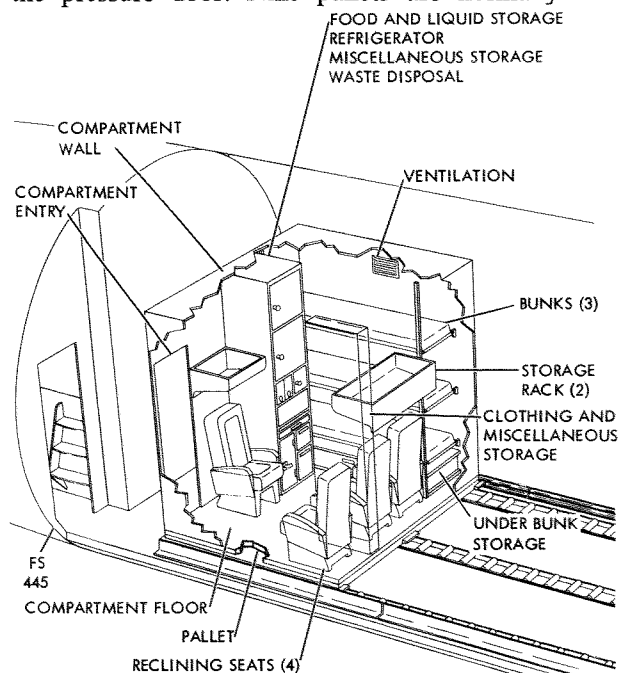 FOOD AND LIQUID STORAGE
REFRIGERATOR
MISCELLANEOUS STORAGE
WASTE DISPOSAL
COMPARTMENT
WALL
VENTILATION
COMPARTMENT
ENTRY
BUNKS (3)
STORAGE
RACK (2)
CLOTHING AND
MISCELLANEOUS
STORAGE
UNDER BUNK
STORAGE
FS
445
COMPARTMENT FLOOR
PALLET
RECLINING SEATS (4)